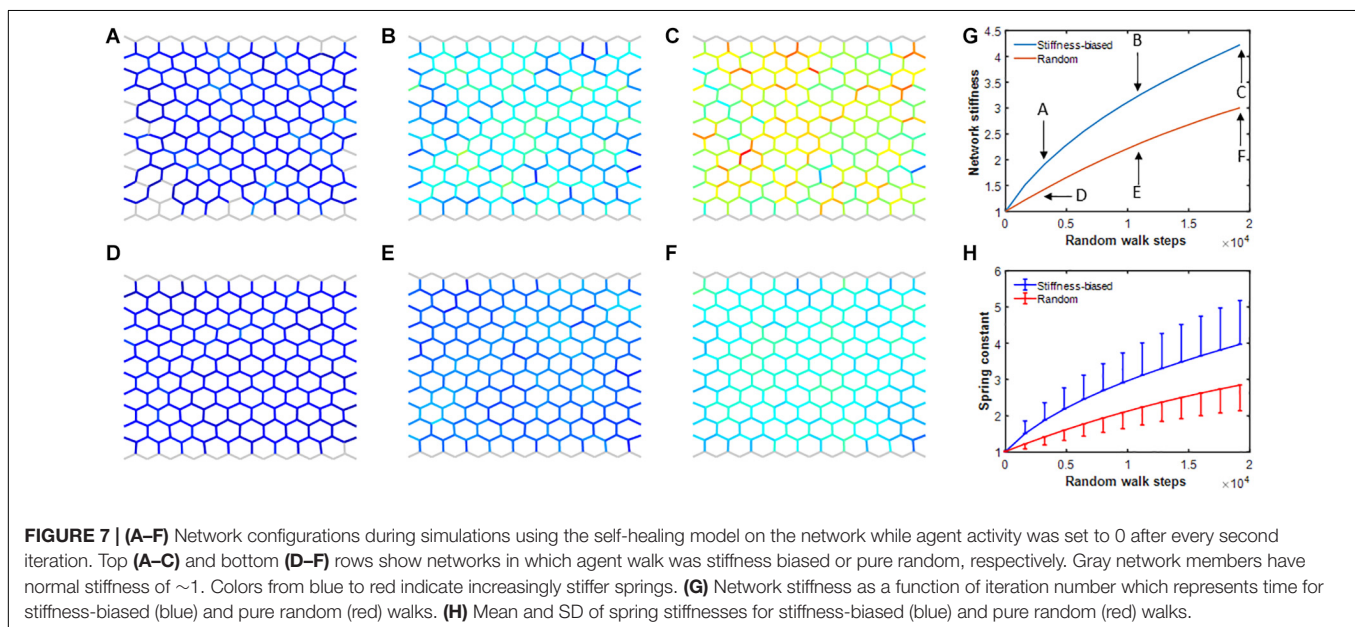 A
B
C
D
E
F
G
Network stiffness
4.5
4
3.5
3
2.5
2
1.5
1
Stiffness-biased
Random
A
B
C
D
E
F
0
0.5
1
1.5
2
Random walk steps
×10⁴
H
Spring constant
6
5
4
3
2
1
Stiffness-biased
Random
0
0.5
1
1.5
2
Random walk steps
×10⁴
FIGURE 7 | (A–F) Network configurations during simulations using the self-healing model on the network while agent activity was set to 0 after every second
iteration. Top (A–C) and bottom (D–F) rows show networks in which agent walk was stiffness biased or pure random, respectively. Gray network members have
normal stiffness of ∼1. Colors from blue to red indicate increasingly stiffer springs. (G) Network stiffness as a function of iteration number which represents time for
stiffness-biased (blue) and pure random (red) walks. (H) Mean and SD of spring stiffnesses for stiffness-biased (blue) and pure random (red) walks.